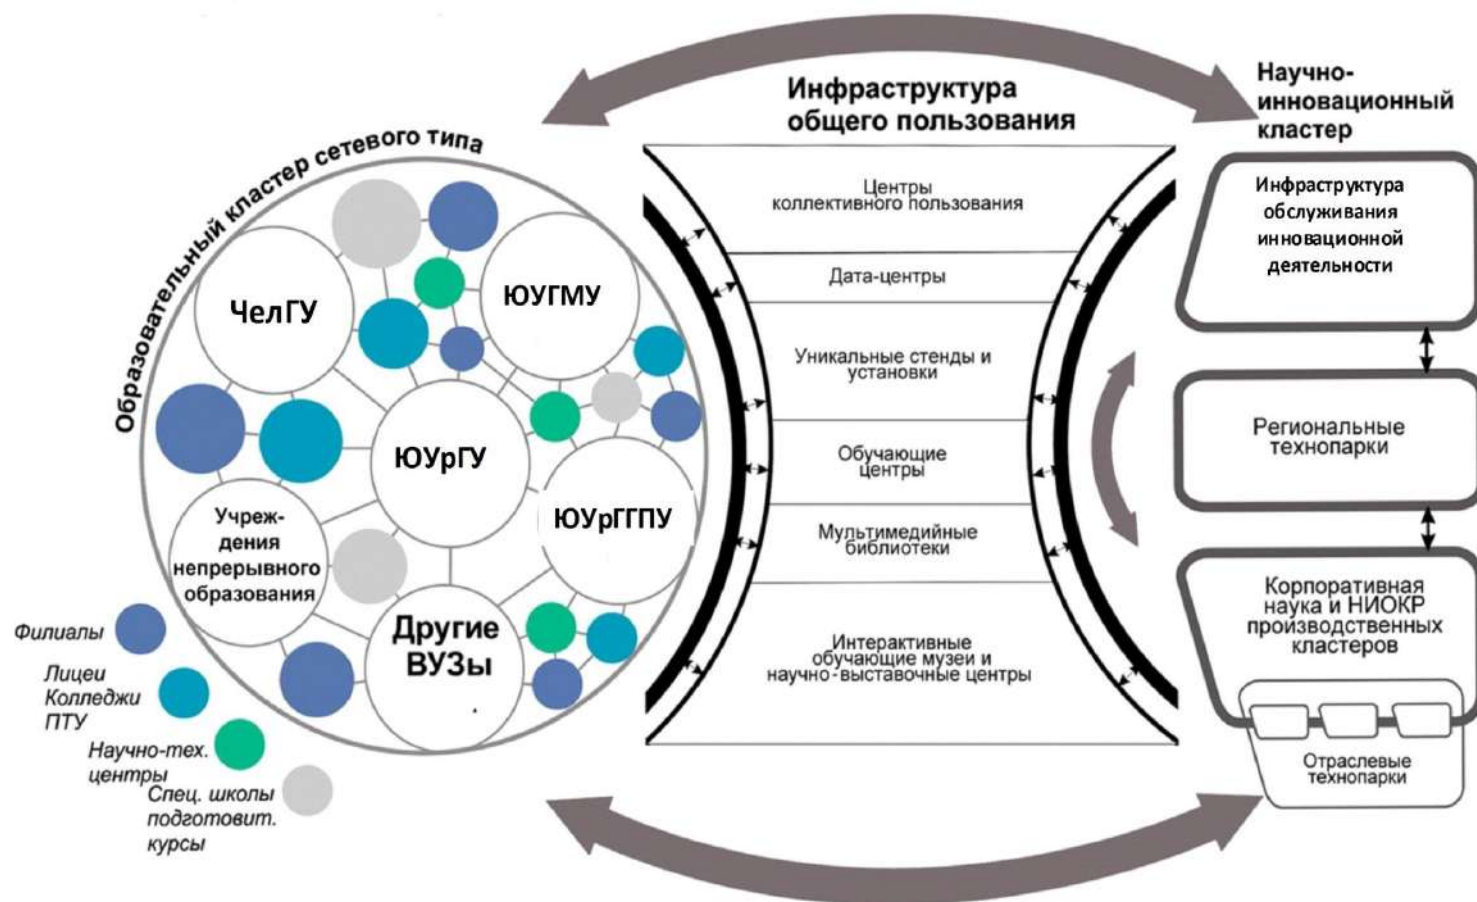 Образовательный кластер сетевого типа
ЧелГУ
ЮУГМУ
ЮУрГУ
ЮУрГГПУ
Учреж-
дения
непрерывного
образования
Другие
ВУЗы
Филиалы
Лицеи
Колледжи
ПТУ
Научно-тех.
центры
Спец. школы
подготовит.
курсы
Инфраструктура
общего пользования
Центры
коллективного пользования
Дата-центры
Уникальные стенды и
установки
Обучающие
центры
Мультимедийные
библиотеки
Интерактивные
обучающие музеи и
научно-выставочные центры
Научно-
инновационный
кластер
Инфраструктура
обслуживания
инновационной
деятельности
Региональные
технопарки
Корпоративная
наука и НИОКР
производственных
кластеров
Отраслевые
технопарки